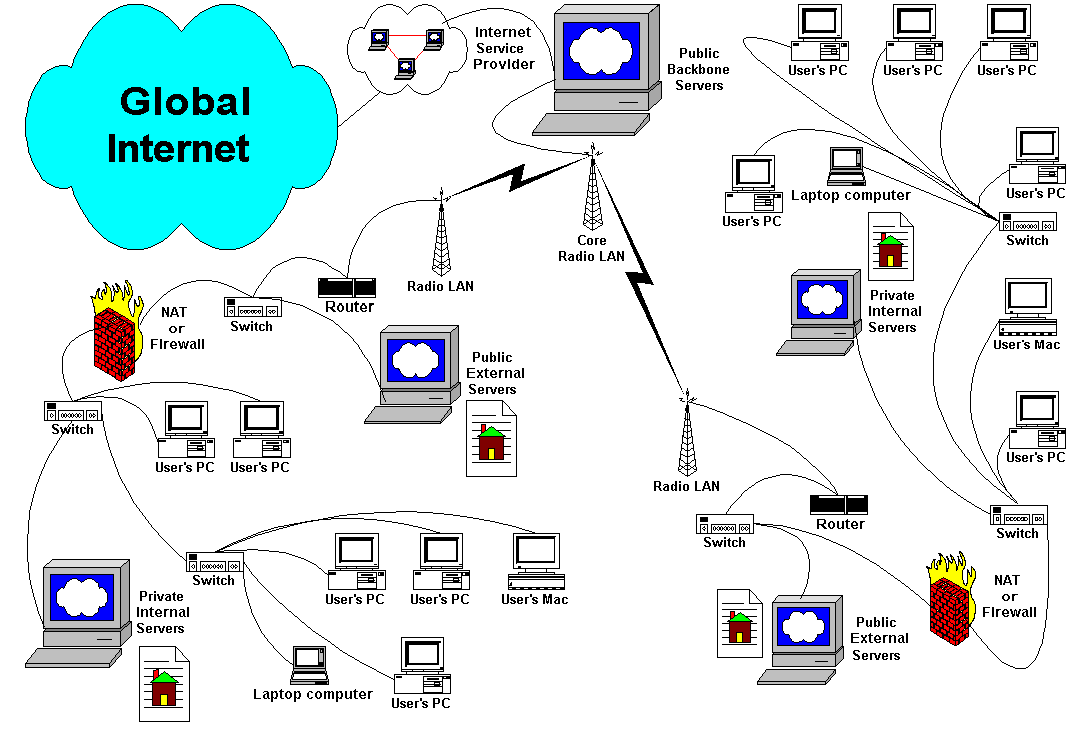 Global
Internet
Internet
Service
Provider
Public
Backbone
Servers
User's PC
User's PC
User's PC
User's PC
Laptop computer
User's PC
Switch
Core
Radio LAN
Radio LAN
Router
Switch
NAT
or
Firewall
Public
External
Servers
Private
Internal
Servers
User's Mac
Switch
User's PC
User's PC
User's PC
Radio LAN
Router
Switch
Switch
NAT
or
Firewall
Public
External
Servers
Switch
User's PC
User's PC
User's Mac
Private
Internal
Servers
Laptop computer
User's PC